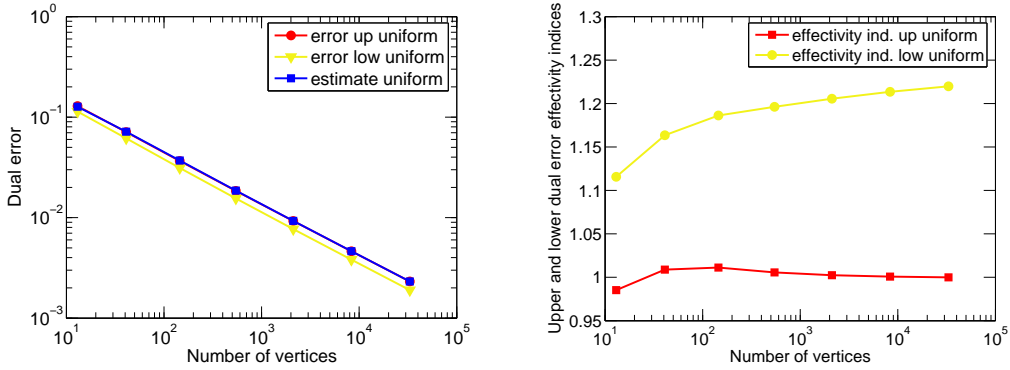 10^0
10^-1
10^-2
10^-3
10^1
10^2
10^3
10^4
10^5
Dual error
Number of vertices
error up uniform
error low uniform
estimate uniform
1.3
1.25
1.2
1.15
1.1
1.05
1
0.95
10^1
10^2
10^3
10^4
10^5
Upper and lower dual error effectivity indices
Number of vertices
effectivity ind. up uniform
effectivity ind. low uniform